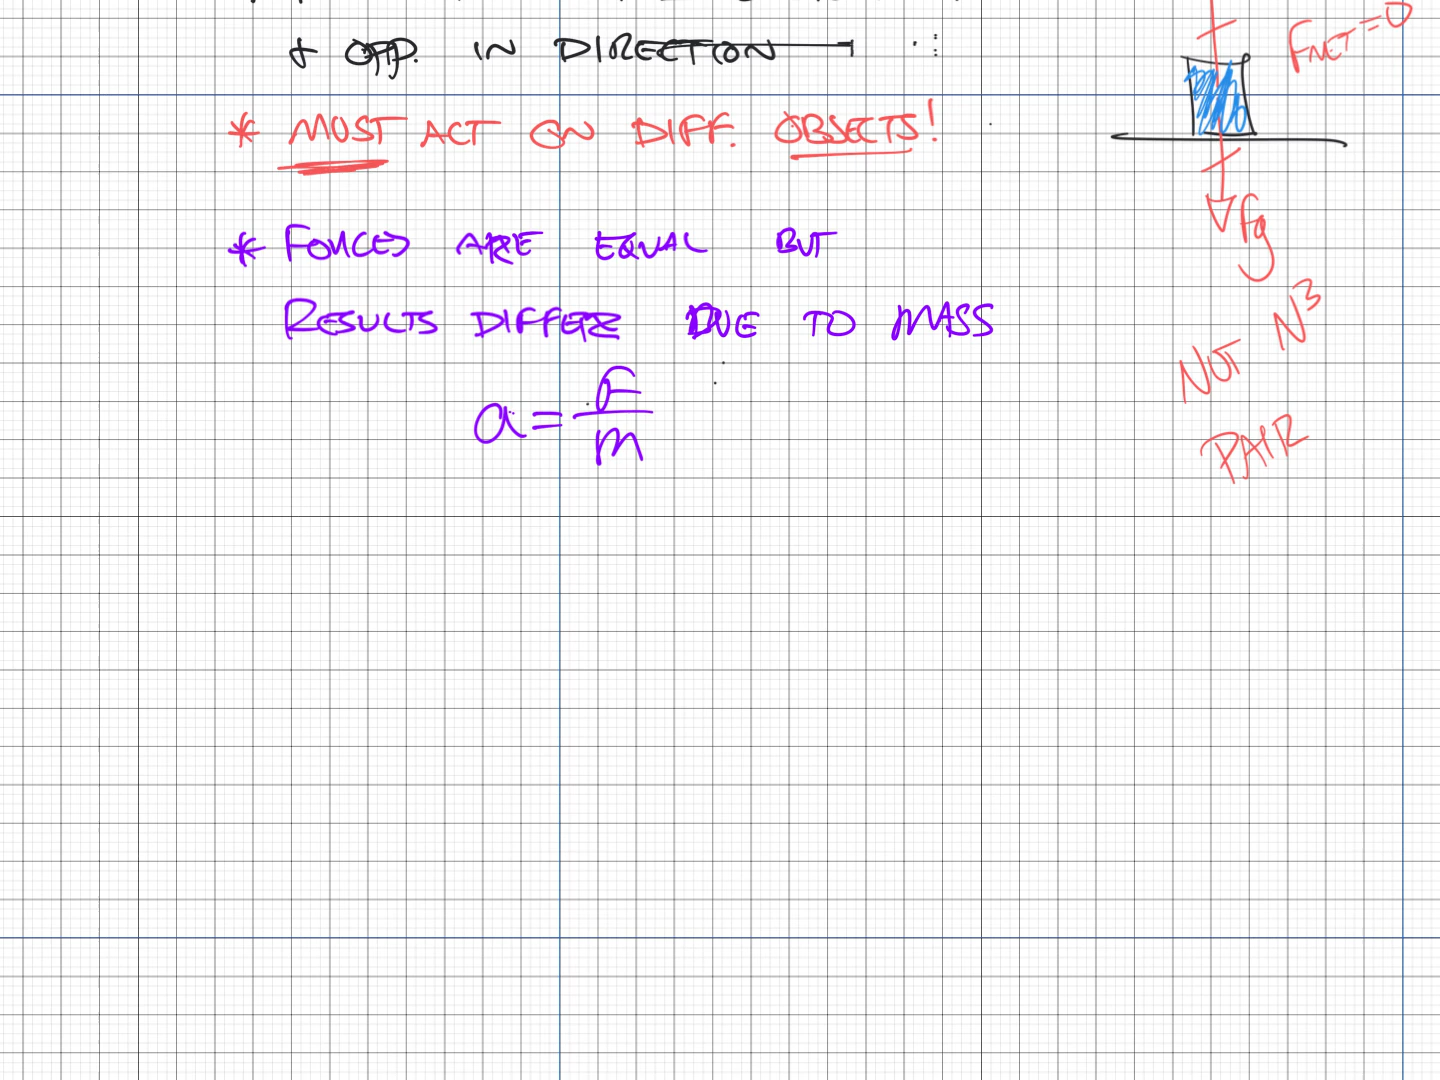 & OPP. IN DIRECTION
* MUST ACT ON DIFF. OBJECTS!
* FORCES ARE EQUAL BUT
RESULTS DIFFER DUE TO MASS
a = F/m
FNET = 0
Fg
NOT N3
PAIR